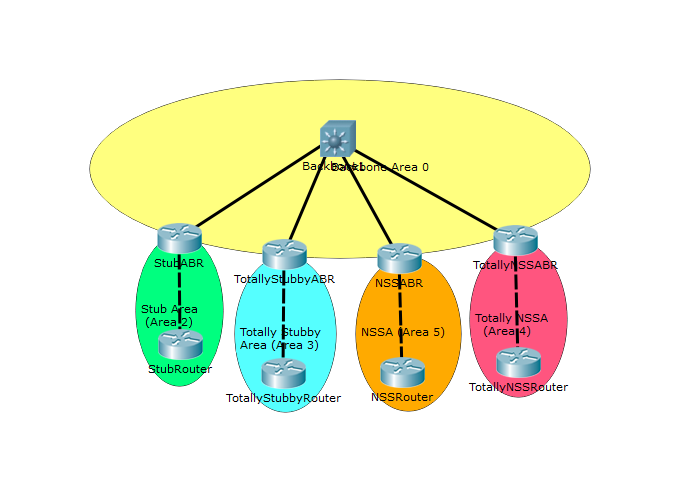 Backbone
Backbone Area 0
StubABR
TotallyStubbyABR
NSSABR
TotallyNSSABR
Stub Area
(Area 2)
Totally Stubby
Area (Area 3)
NSSA (Area 5)
Totally NSSA
(Area 4)
StubRouter
TotallyStubbyRouter
NSSRouter
TotallyNSSRouter